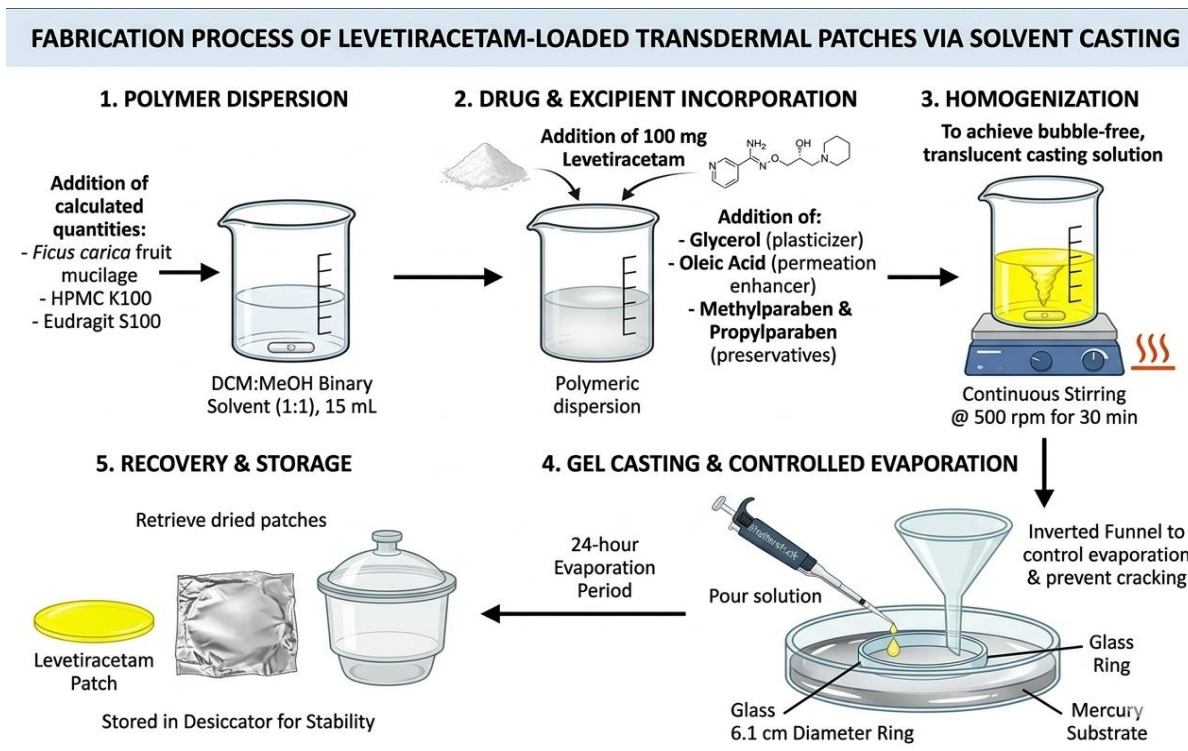 FABRICATION PROCESS OF LEVETIRACETAM-LOADED TRANSDERMAL PATCHES VIA SOLVENT CASTING
1. POLYMER DISPERSION
Addition of
calculated
quantities:
- Ficus carica fruit
mucilage
- HPMC K100
- Eudragit S100
DCM:MeOH Binary
Solvent (1:1), 15 mL
2. DRUG & EXCIPIENT INCORPORATION
Addition of 100 mg
Levetiracetam
NH₂
OH
N
N
O
N
Addition of:
- Glycerol (plasticizer)
- Oleic Acid (permeation
enhancer)
- Methylparaben &
Propylparaben
(preservatives)
Polymeric
dispersion
3. HOMOGENIZATION
To achieve bubble-free,
translucent casting solution
Continuous Stirring
@ 500 rpm for 30 min
4. GEL CASTING & CONTROLLED EVAPORATION
Inverted Funnel to
control evaporation
& prevent cracking
Pour solution
Glass
Ring
Glass
6.1 cm Diameter Ring
Mercury
Substrate
24-hour
Evaporation
Period
5. RECOVERY & STORAGE
Retrieve dried patches
Levetiracetam
Patch
Stored in Desiccator for Stability